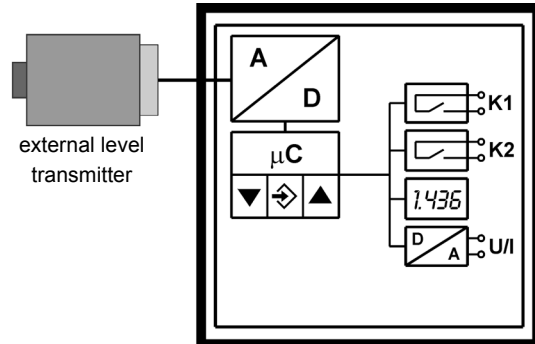 external level
transmitter
A
D
µC
K1
K2
1.436
D
A
U/I